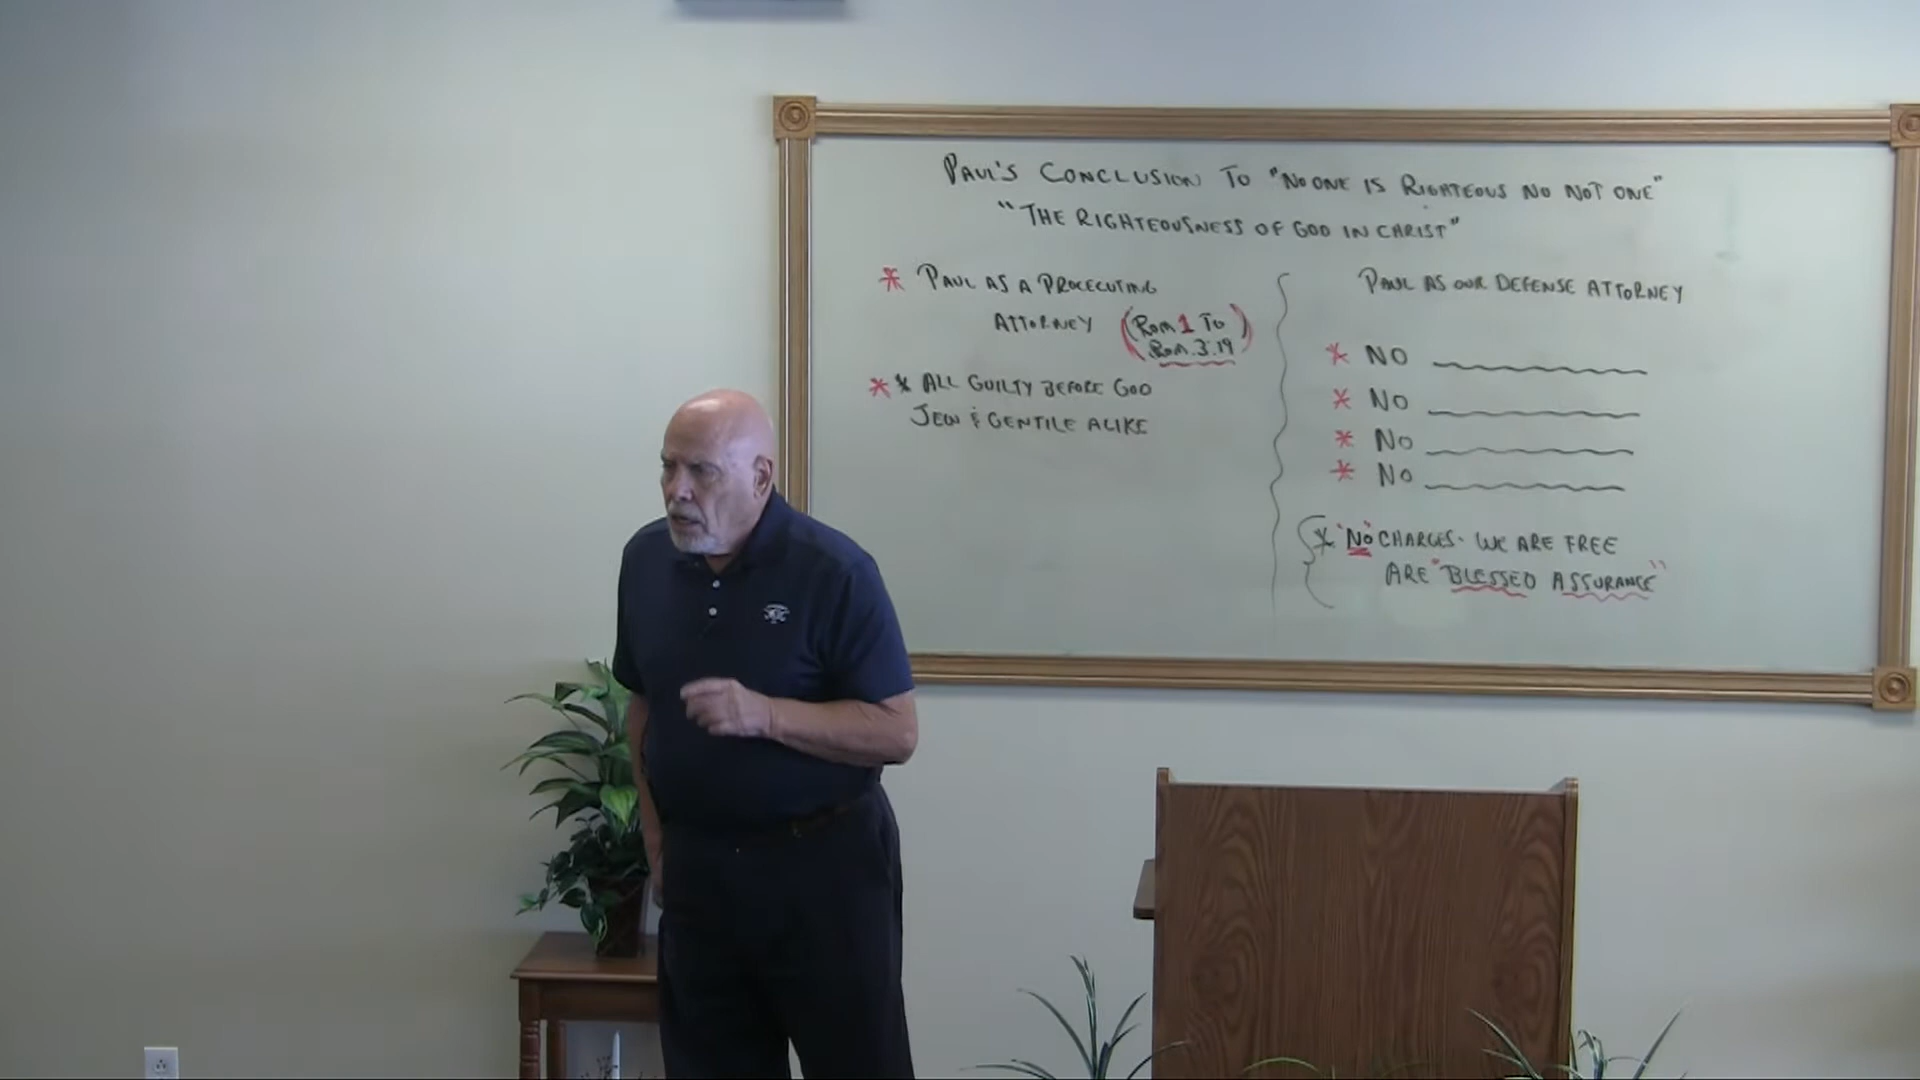 PAUL'S CONCLUSION TO "NO ONE IS RIGHTEOUS NO NOT ONE"
"THE RIGHTEOUSNESS OF GOD IN CHRIST"
* PAUL AS A PROCECUTING
ATTORNEY (Rom 1 To
Rom. 3.19)
* * ALL GUILTY BEFORE GOD
JEW & GENTILE ALIKE
PAUL AS OUR DEFENSE ATTORNEY
* NO
* NO
* NO
* NO
* "NO" CHARGES - WE ARE FREE
ARE "BLESSED ASSURANCE"